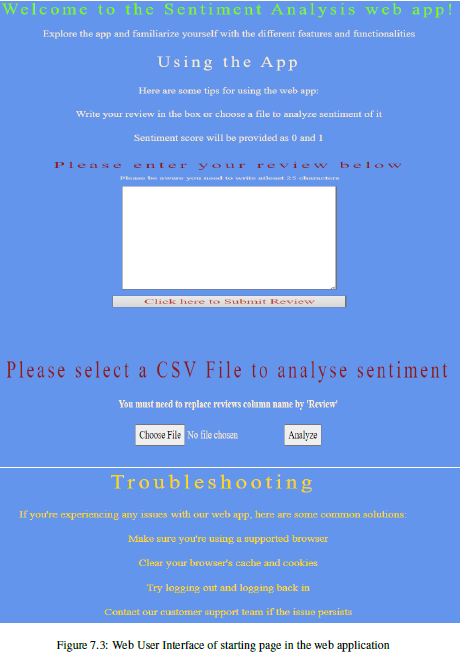 Welcome to the Sentiment Analysis web app!
Explore the app and familiarize yourself with the different features and functionalities
Using the App
Here are some tips for using the web app:
Write your review in the box or choose a file to analyze sentiment of it
Sentiment score will be provided as 0 and 1
Please enter your review below
Please be aware you need to write atleast 25 characters
Click here to Submit Review
Please select a CSV File to analyse sentiment
You must need to replace reviews column name by 'Review'
Choose File No file chosen Analyze
Troubleshooting
If you're experiencing any issues with our web app, here are some common solutions:
Make sure you're using a supported browser
Clear your browser's cache and cookies
Try logging out and logging back in
Contact our customer support team if the issue persists
Figure 7.3: Web User Interface of starting page in the web application